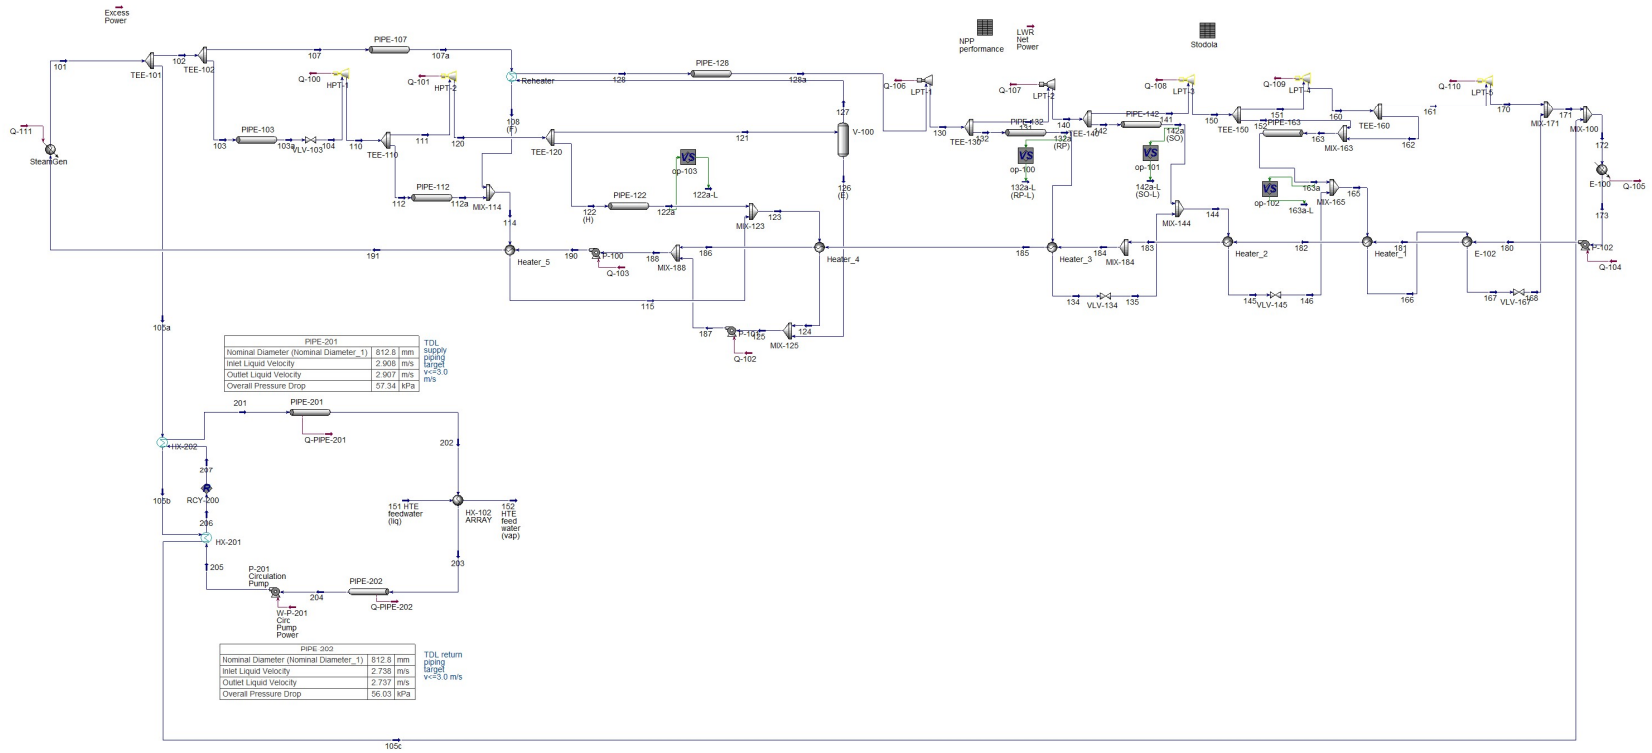 Excess
Power
NPP
performance
LWR
Net
Power
Stodola
101
TEE-101
102
TEE-102
107
PIPE-107
107a
Reheater
128
PIPE-128
128a
Q-100
HPT-1
Q-101
HPT-2
103
PIPE-103
103a
VLV-103
104
110
TEE-110
111
120
TEE-120
108
(F)
121
127
V-100
126
(E)
Q-106
LPT-1
130
TEE-130
132
PIPE-132
131
132a
(RP)
Q-107
LPT-2
140
TEE-140
142
PIPE-142
141
142a
(SO)
Q-108
LPT-3
150
TEE-150
151
152
Q-109
LPT-4
PIPE-163
163
160
TEE-160
161
162
MIX-163
Q-110
LPT-5
170
MIX-171
171
MIX-100
172
E-100
Q-105
173
Q-111
SteamGen
112
PIPE-112
112a
MIX-114
114
122
(H)
PIPE-122
122a
op-103
122a-L
MIX-123
123
op-100
132a-L
(RP-L)
op-101
142a-L
(SO-L)
op-102
163a
163a-L
MIX-165
165
MIX-144
144
191
Heater_5
190
P-100
Q-103
188
MIX-188
186
Heater_4
185
Heater_3
184
MIX-184
183
Heater_2
182
Heater_1
181
E-102
180
P-102
Q-104
115
134
VLV-134
135
145
VLV-145
146
166
167
VLV-167
168
187
Q-102
125
MIX-125
124
105a
PIPE-201
Nominal Diameter (Nominal Diameter_1) 812.8 mm
Inlet Liquid Velocity 2.908 m/s
Outlet Liquid Velocity 2.907 m/s
Overall Pressure Drop 57.34 kPa
TDL
supply
piping
target
v<=3.0
m/s
201
PIPE-201
Q-PIPE-201
202
HX-202
207
RCY-200
206
105b
HX-201
205
151 HTE
feedwater
(liq)
HX-102
ARRAY
152
HTE
feed
water
(vap)
203
P-201
Circulation
Pump
204
PIPE-202
Q-PIPE-202
W-P-201
Circ
Pump
Power
PIPE-202
Nominal Diameter (Nominal Diameter_1) 812.8 mm
Inlet Liquid Velocity 2.738 m/s
Outlet Liquid Velocity 2.737 m/s
Overall Pressure Drop 56.03 kPa
TDL return
piping
target
v<=3.0 m/s
105c